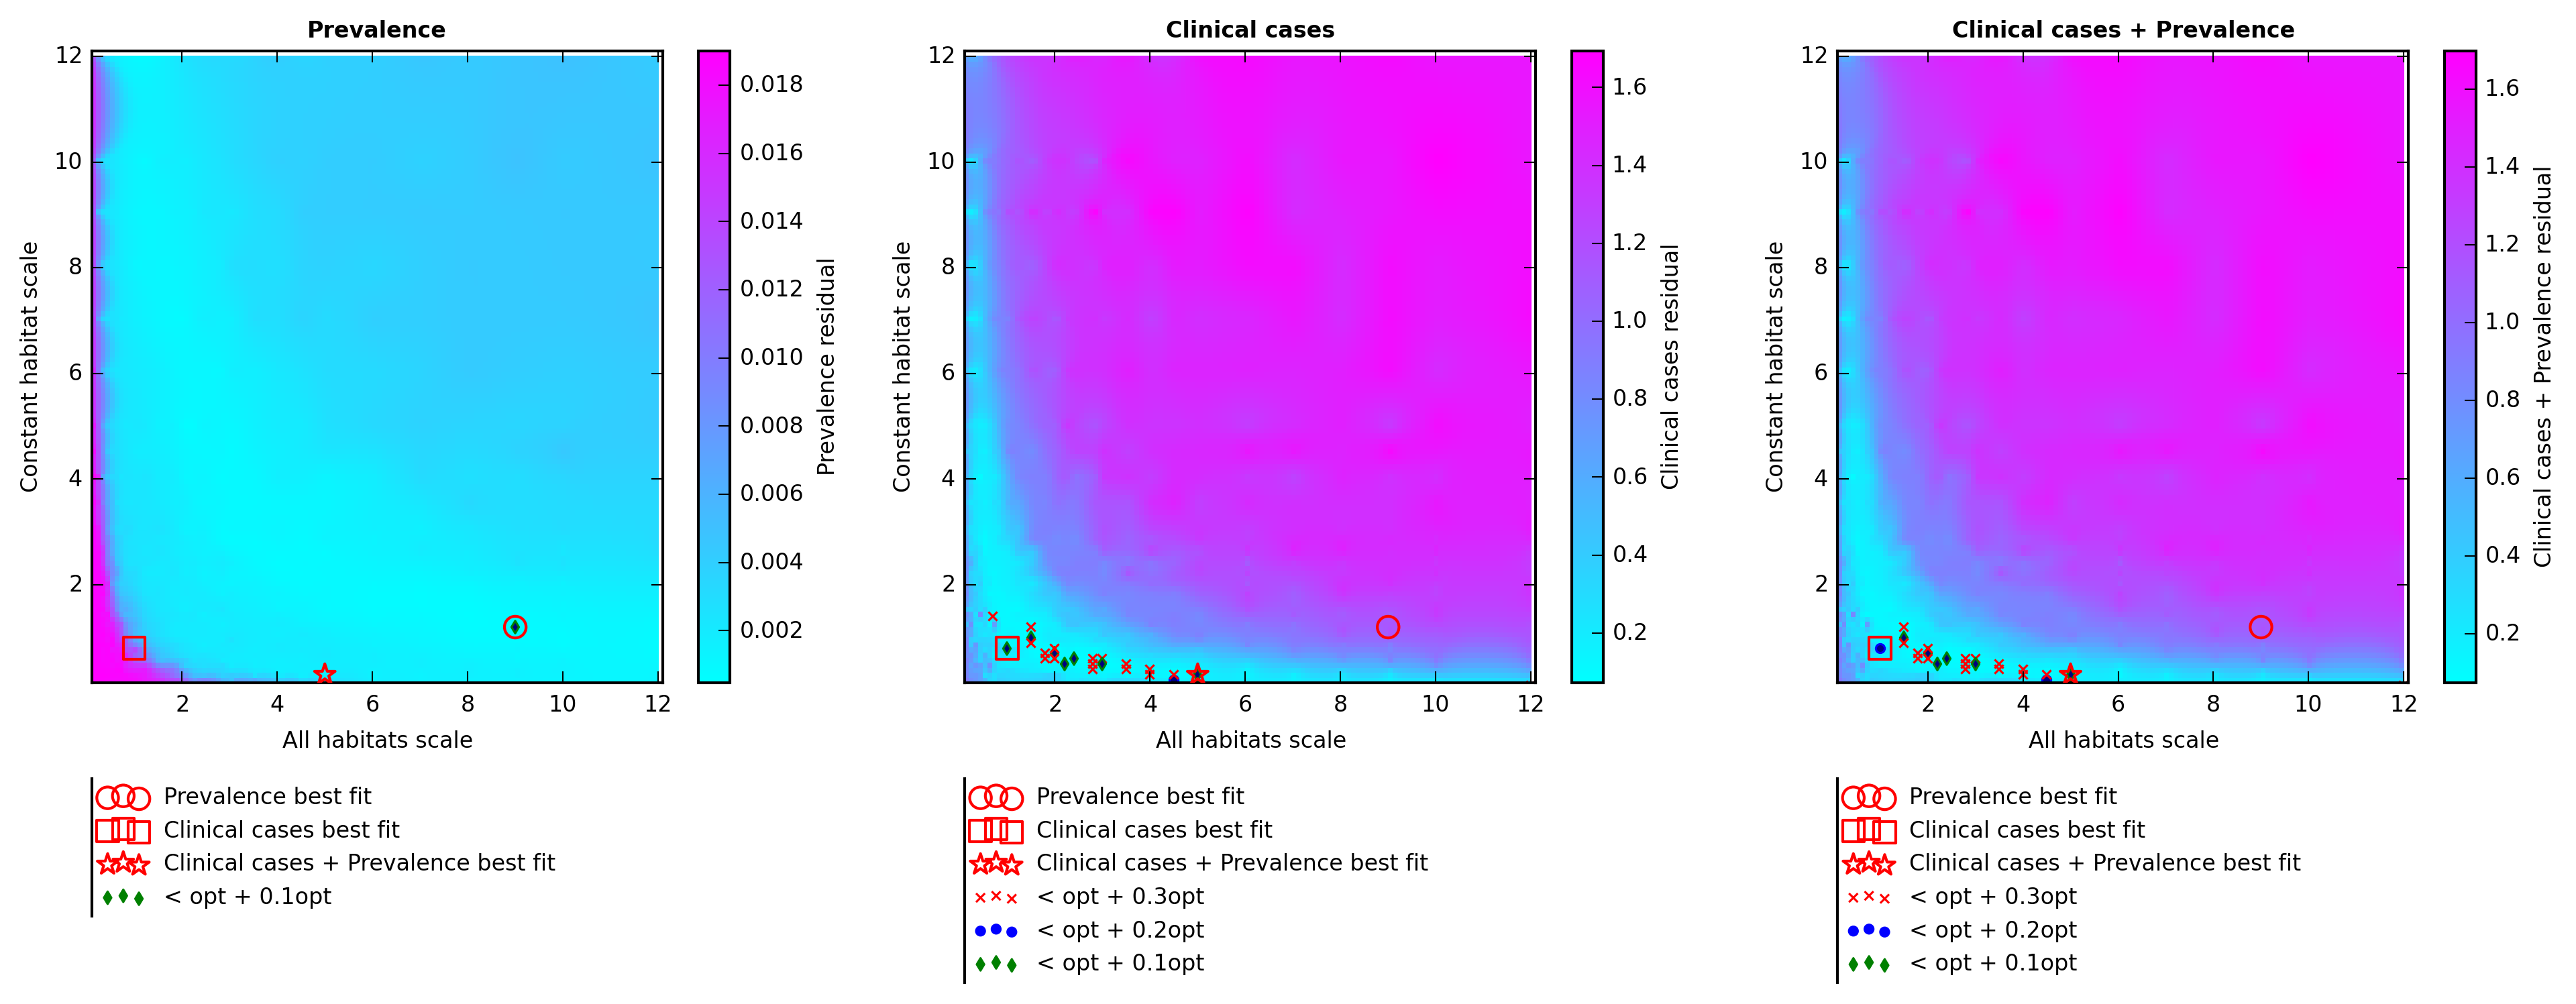 Prevalence
12
10
8
6
4
2
2 4 6 8 10 12
Constant habitat scale
All habitats scale
0.018
0.016
0.014
0.012
0.010
0.008
0.006
0.004
0.002
Prevalence residual
Prevalence best fit
Clinical cases best fit
Clinical cases + Prevalence best fit
< opt + 0.1opt
Clinical cases
12
10
8
6
4
2
2 4 6 8 10 12
Constant habitat scale
All habitats scale
1.6
1.4
1.2
1.0
0.8
0.6
0.4
0.2
Clinical cases residual
Prevalence best fit
Clinical cases best fit
Clinical cases + Prevalence best fit
< opt + 0.3opt
< opt + 0.2opt
< opt + 0.1opt
Clinical cases + Prevalence
12
10
8
6
4
2
2 4 6 8 10 12
Constant habitat scale
All habitats scale
1.6
1.4
1.2
1.0
0.8
0.6
0.4
0.2
Clinical cases + Prevalence residual
Prevalence best fit
Clinical cases best fit
Clinical cases + Prevalence best fit
< opt + 0.3opt
< opt + 0.2opt
< opt + 0.1opt